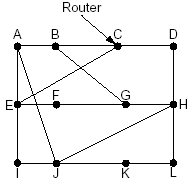 Router
A B C D
E F G H
I J K L